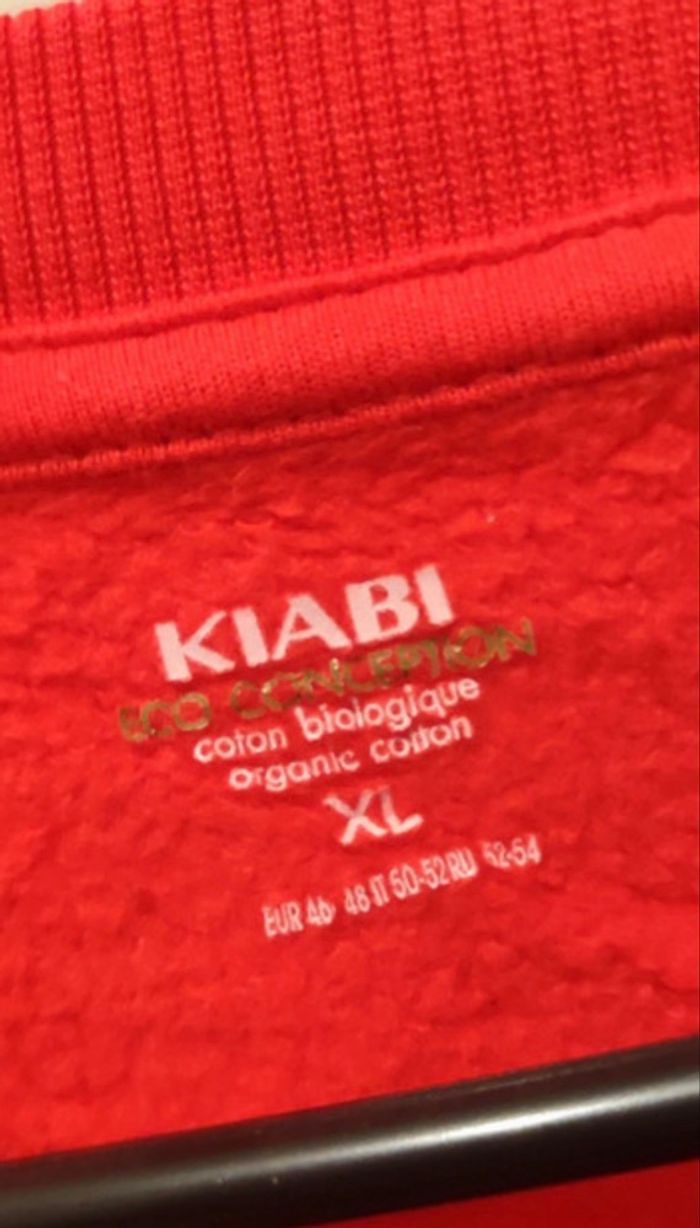 KIABI
ECO CONCEPTION
coton biologique
organic cotton
XL
EUR 46-48 IT 50-52 RU 52-54